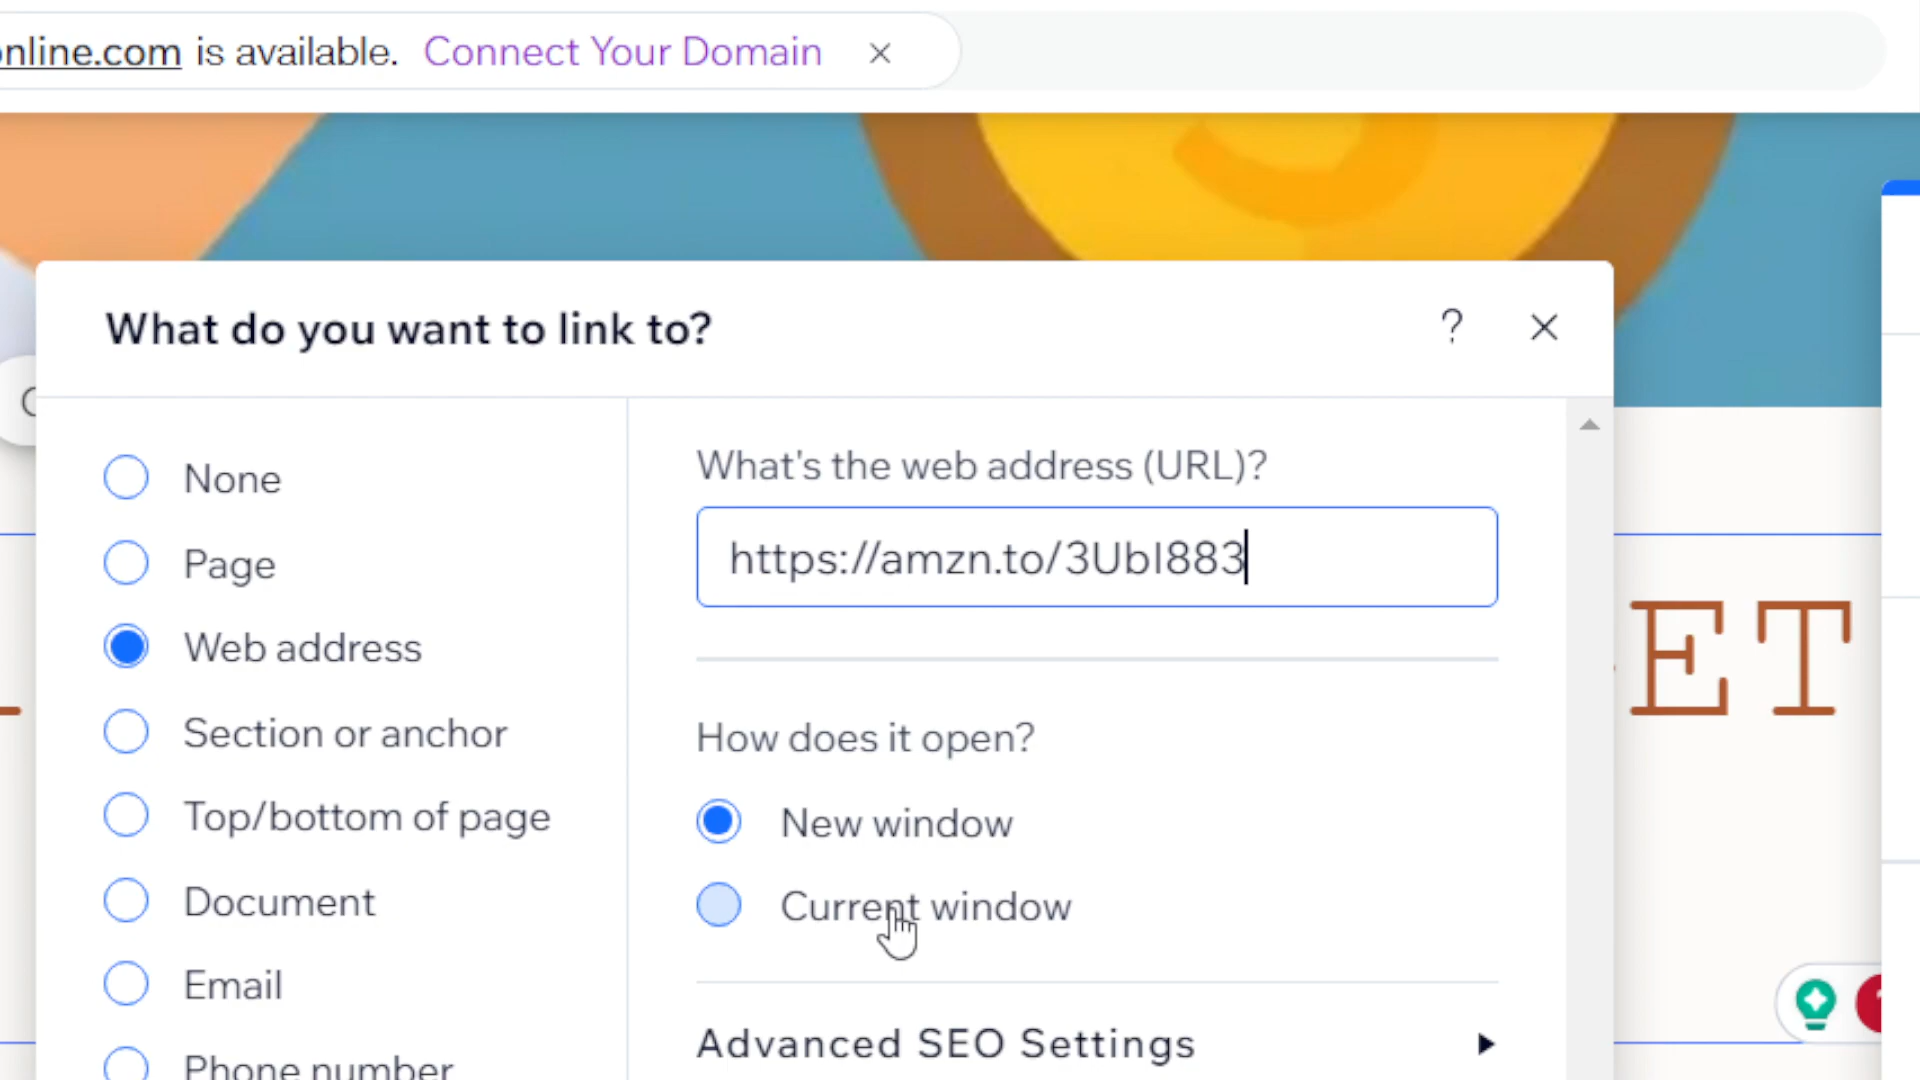 nline.com is available. Connect Your Domain
What do you want to link to?
None
Page
Web address
Section or anchor
Top/bottom of page
Document
Email
Phone number
What's the web address (URL)?
https://amzn.to/3UbI883
How does it open?
New window
Current window
Advanced SEO Settings
ET